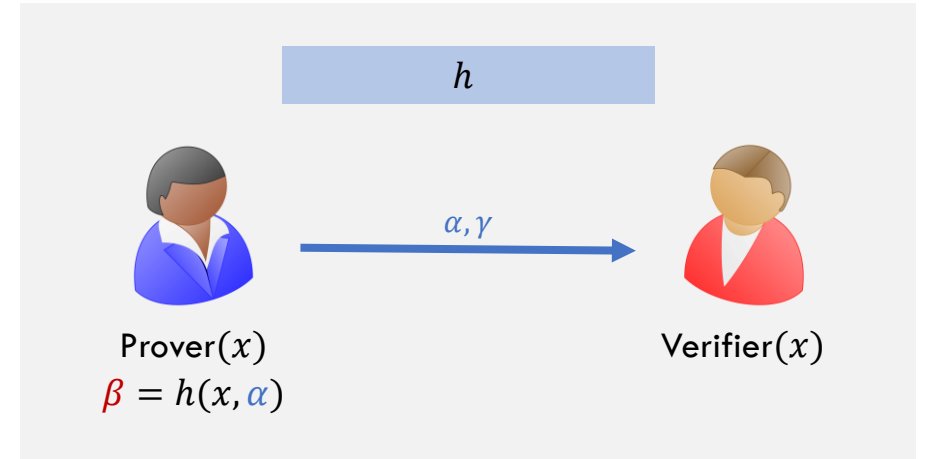 h
α, γ
Prover(x)
Verifier(x)
β = h(x, α)